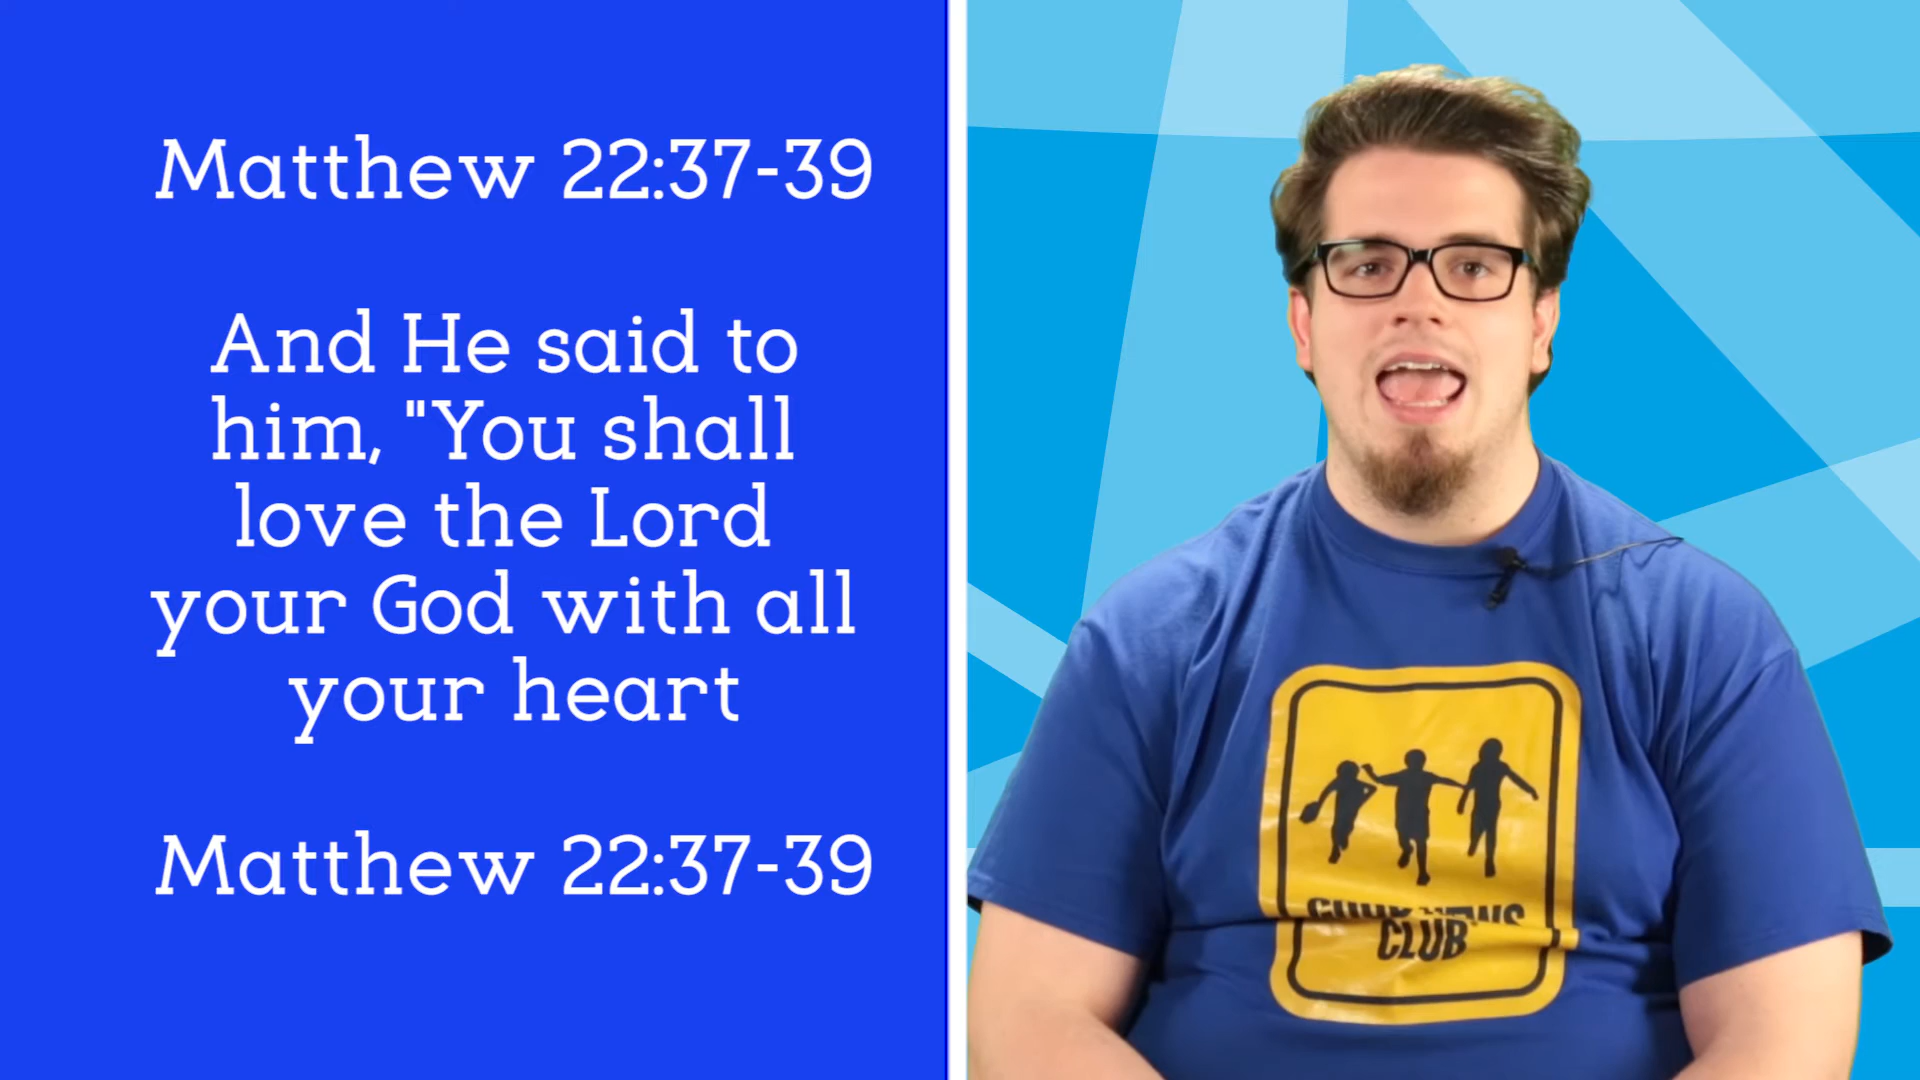 Matthew 22:37-39
And He said to
him, "You shall
love the Lord
your God with all
your heart
Matthew 22:37-39
CLUB